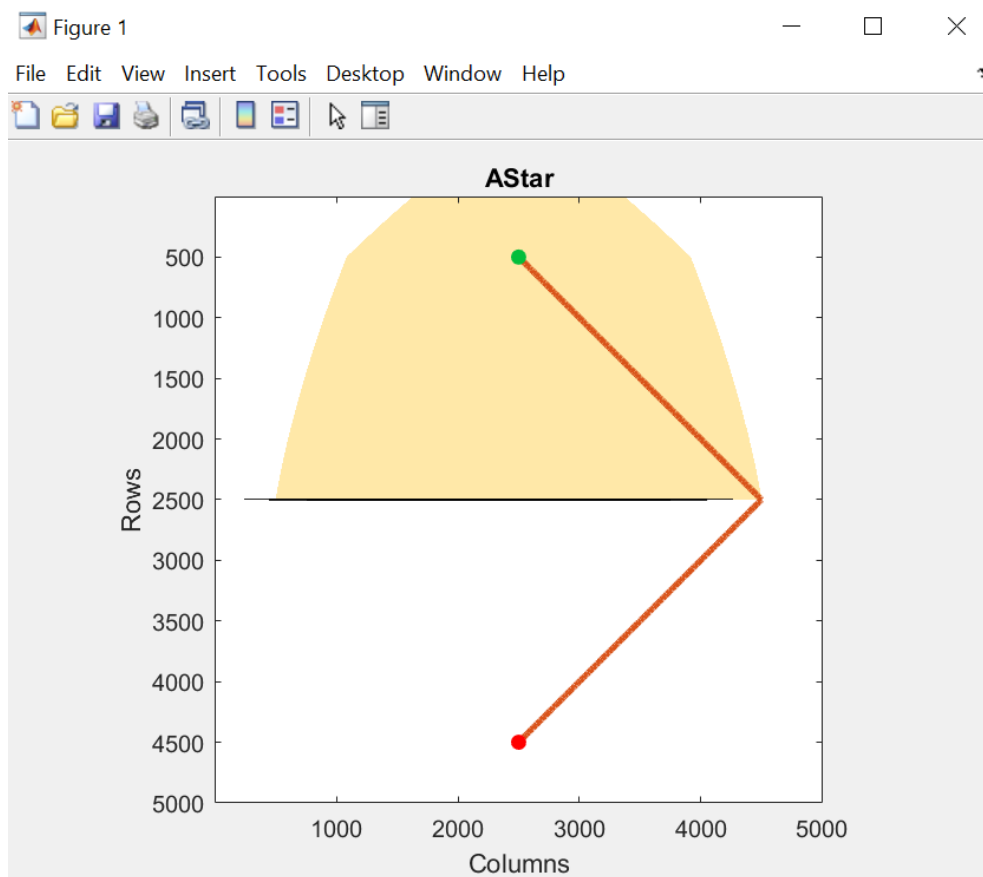 Figure 1
File Edit View Insert Tools Desktop Window Help
AStar
500
1000
1500
2000
2500
3000
3500
4000
4500
5000
Rows
1000 2000 3000 4000 5000
Columns